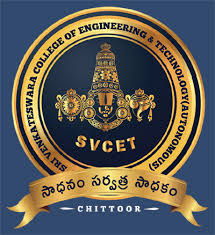 SRI VENKATESWARA COLLEGE OF ENGINEERING & TECHNOLOGY(AUTONOMOUS)
SVCET
సాధనం సర్వత్ర సాధకం
CHITTOOR